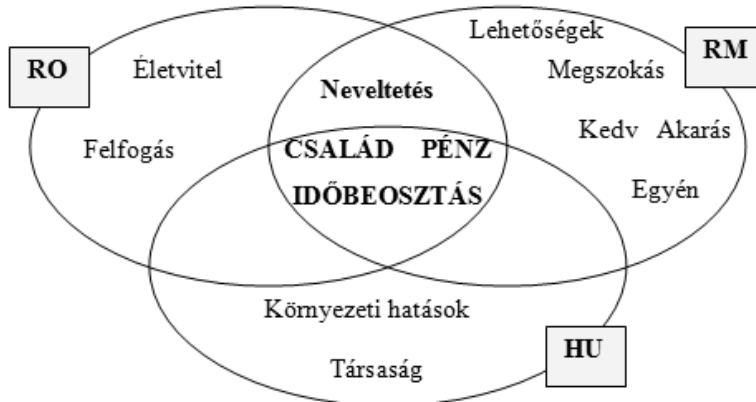 Lehetőségek
RO Életvitel RM
Megszokás
Neveltetés
Kedv Akarás
Felfogás CSALÁD PÉNZ
IDŐBEOSZTÁS Egyén
Környezeti hatások
HU
Társaság